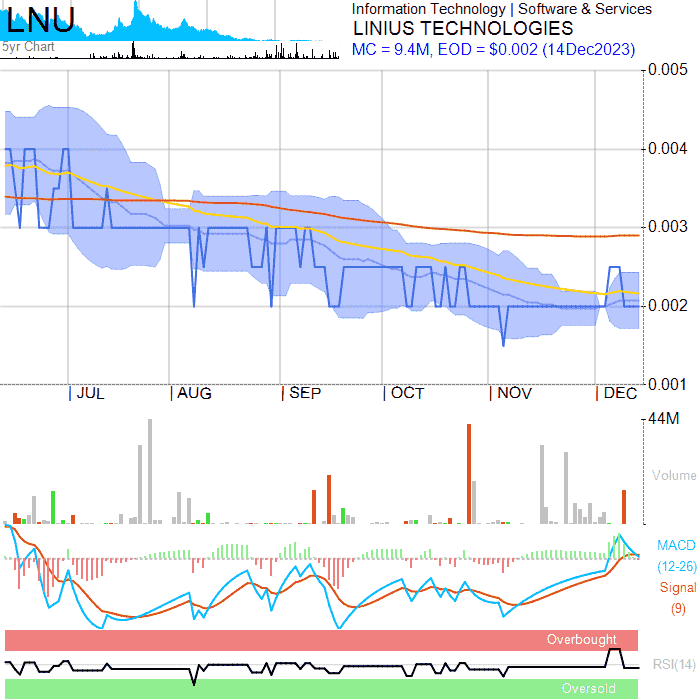 LNU
5yr Chart
Information Technology | Software & Services
LINIUS TECHNOLOGIES
MC = 9.4M, EOD = $0.002 (14Dec2023)
0.005
0.004
0.003
0.002
0.001
JUL AUG SEP OCT NOV DEC
44M
Volume
MACD
(12-26)
Signal
(9)
Overbought
RSI(14)
Oversold